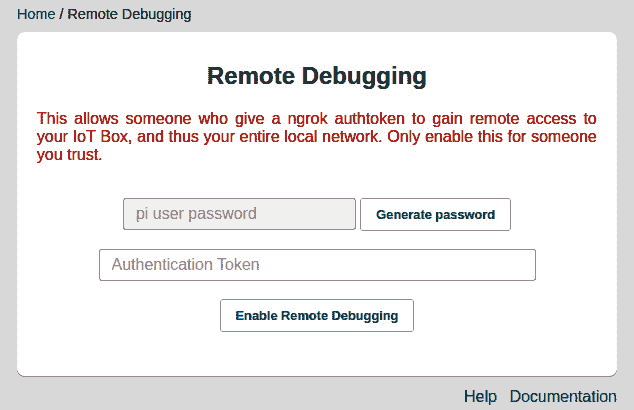 Home / Remote Debugging
Remote Debugging
This allows someone who give a ngrok authtoken to gain remote access to
your IoT Box, and thus your entire local network. Only enable this for someone
you trust.
pi user password Generate password
Authentication Token
Enable Remote Debugging
Help Documentation